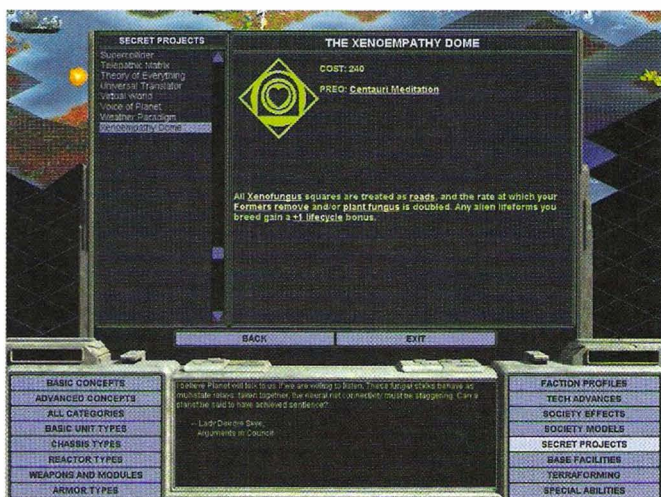 SECRET PROJECTS
Supercollider
Telepathic Matrix
Theory of Everything
Universal Translator
Virtual World
Voice of Planet
Weather Paradigm
Xenoempathy Dome
THE XENOEMPATHY DOME
COST: 240
PREQ: Centauri Meditation
All Xenofungus squares are treated as roads, and the rate at which your
Formers remove and/or plant fungus is doubled. Any alien lifeforms you
breed gain a +1 lifecycle bonus.
BACK
EXIT
BASIC CONCEPTS
ADVANCED CONCEPTS
ALL CATEGORIES
BASIC UNIT TYPES
CHASSIS TYPES
REACTOR TYPES
WEAPONS AND MODULES
ARMOR TYPES
I believe Planet will talk to us if we are willing to listen. These fungal stalks behave as
multistate relays: taken together, the neural net connectivity must be staggering. Can a
planet be said to have achieved sentience?
-- Lady Deirdre Skye,
Arguments in Council
FACTION PROFILES
TECH ADVANCES
SOCIETY EFFECTS
SOCIETY MODELS
SECRET PROJECTS
BASE FACILITIES
TERRAFORMING
SPECIAL ABILITIES